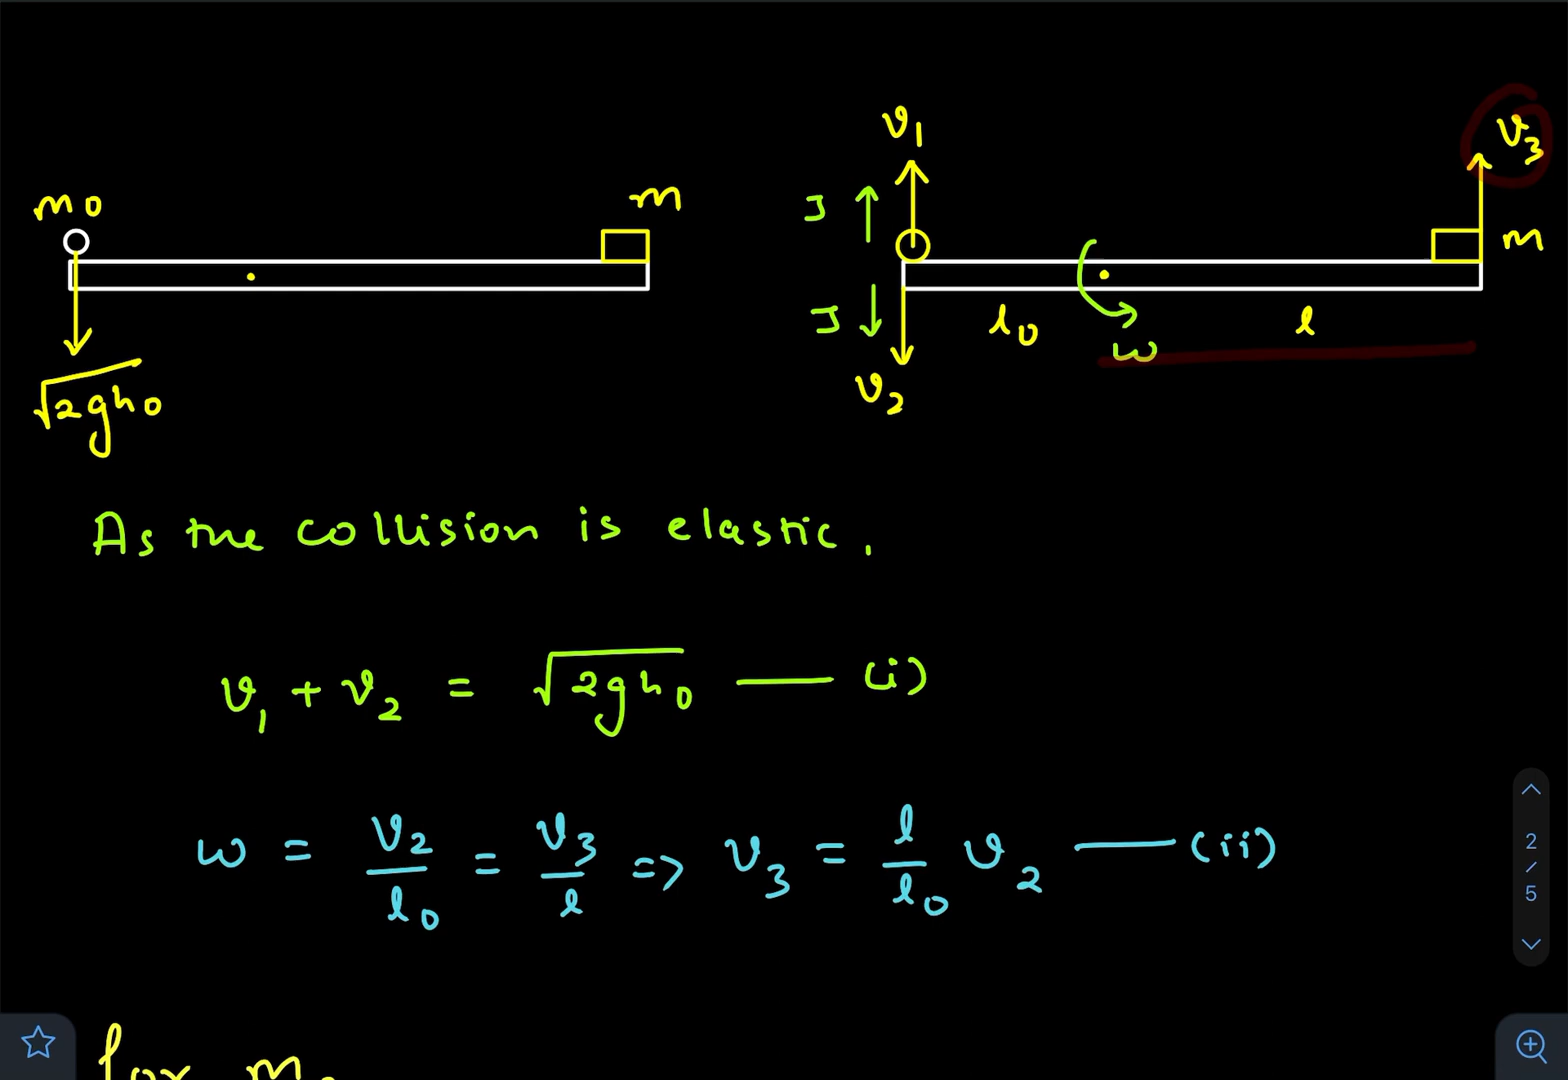 v₁
v₃
m₀
m
J
m
J
l₀
l
ω
v₂
√2gh₀
As the collision is elastic.
v₁ + v₂ = √2gh₀ — (i)
ω = v₂/l₀ = v₃/l => v₃ = l/l₀ v₂ — (ii)
2
/
5
for m